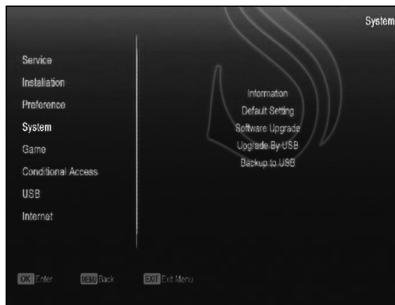 System
Service
Installation
Preference
System
Game
Conditional Access
USB
Internet
Information
Default Setting
Software Upgrade
Upgrade By USB
Backup to USB
OK Enter MENU Back EXIT Exit Menu